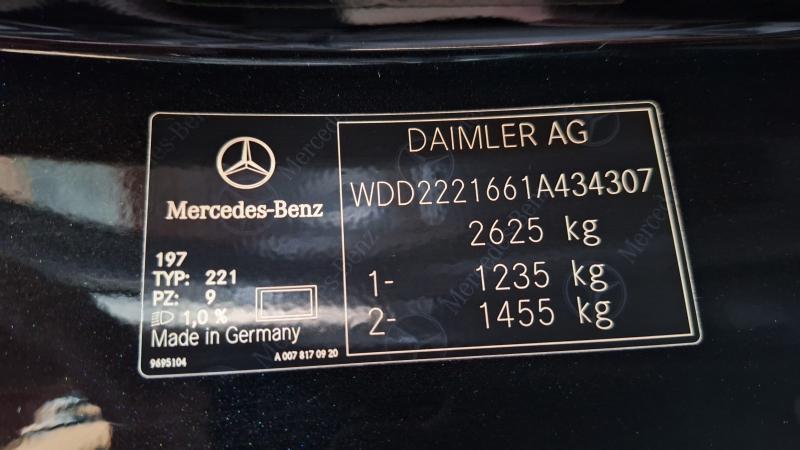 Mercedes-Benz
197
TYP: 221
PZ: 9
1,0 %
Made in Germany
9695104
A 007 817 09 20
DAIMLER AG
WDD2221661A434307
2625 kg
1- 1235 kg
2- 1455 kg